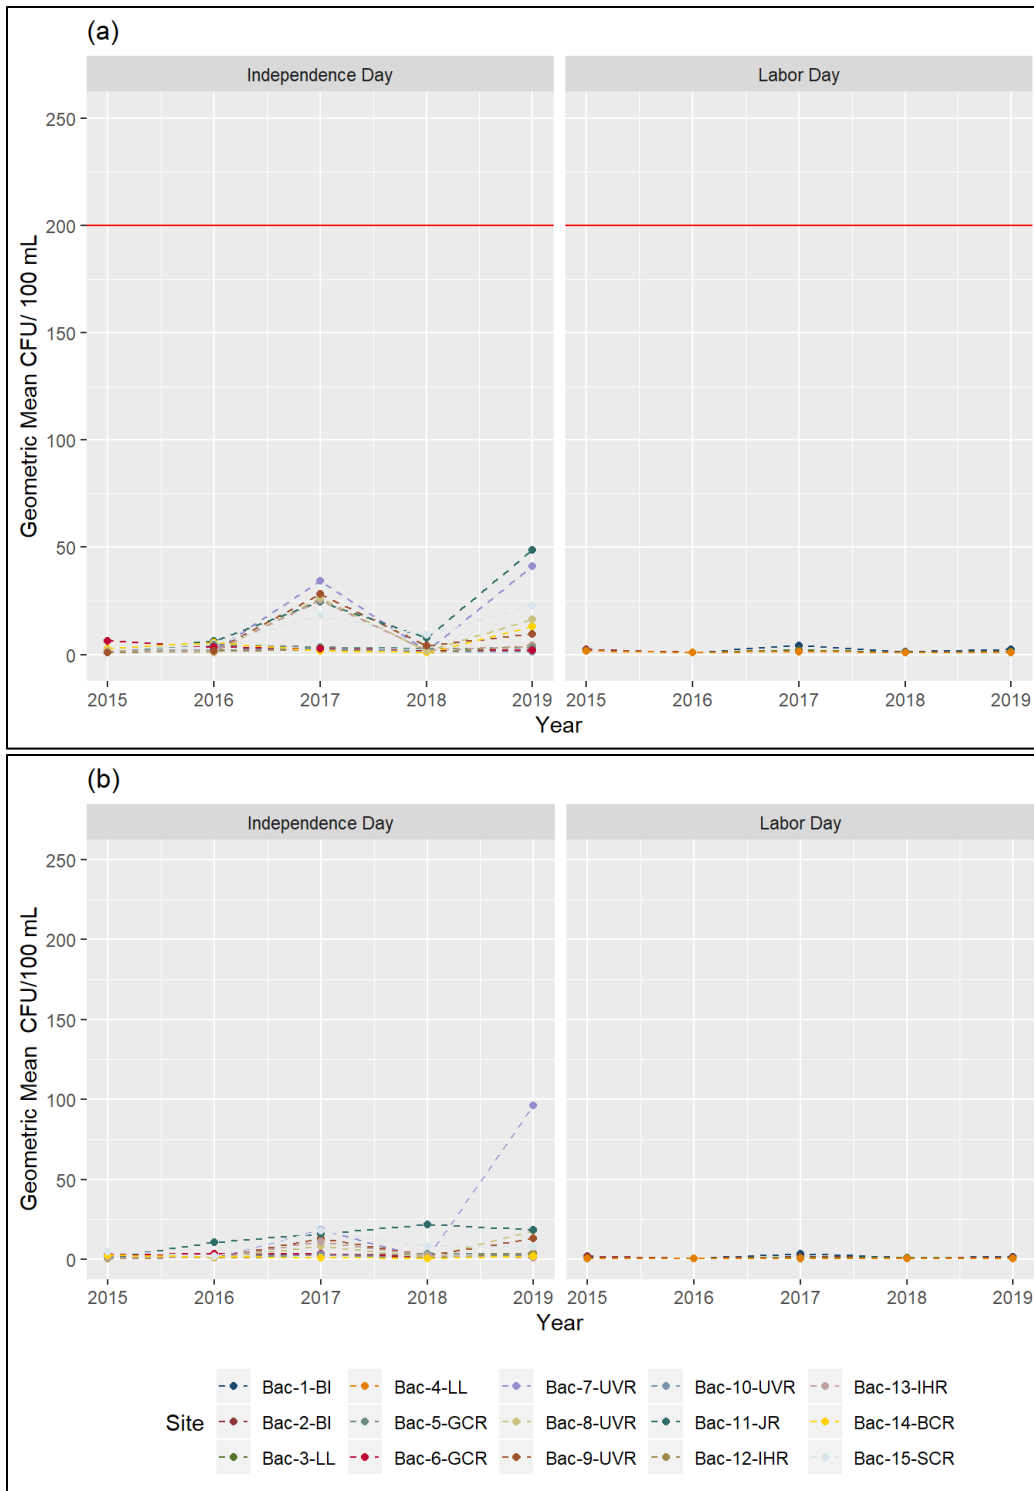 (a)
Independence Day Labor Day
Geometric Mean CFU/ 100 mL
250
200
150
100
50
0
2015 2016 2017 2018 2019 2015 2016 2017 2018 2019
Year
(b)
Independence Day Labor Day
Geometric Mean  CFU/100 mL
250
200
150
100
50
0
2015 2016 2017 2018 2019 2015 2016 2017 2018 2019
Year
Site
Bac-1-BI Bac-4-LL Bac-7-UVR Bac-10-UVR Bac-13-IHR
Bac-2-BI Bac-5-GCR Bac-8-UVR Bac-11-JR Bac-14-BCR
Bac-3-LL Bac-6-GCR Bac-9-UVR Bac-12-IHR Bac-15-SCR